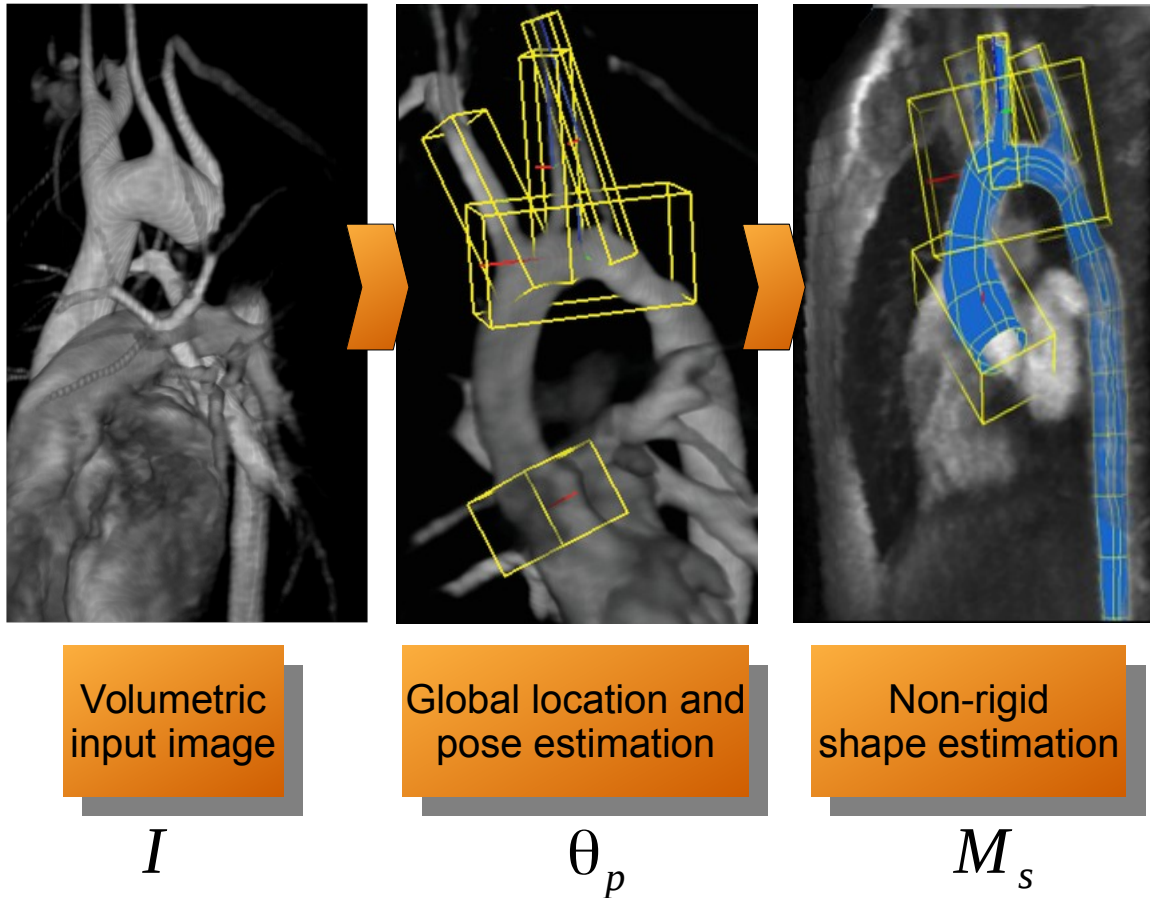 Volumetric
input image
Global location and
pose estimation
Non-rigid
shape estimation
I
θp
Ms